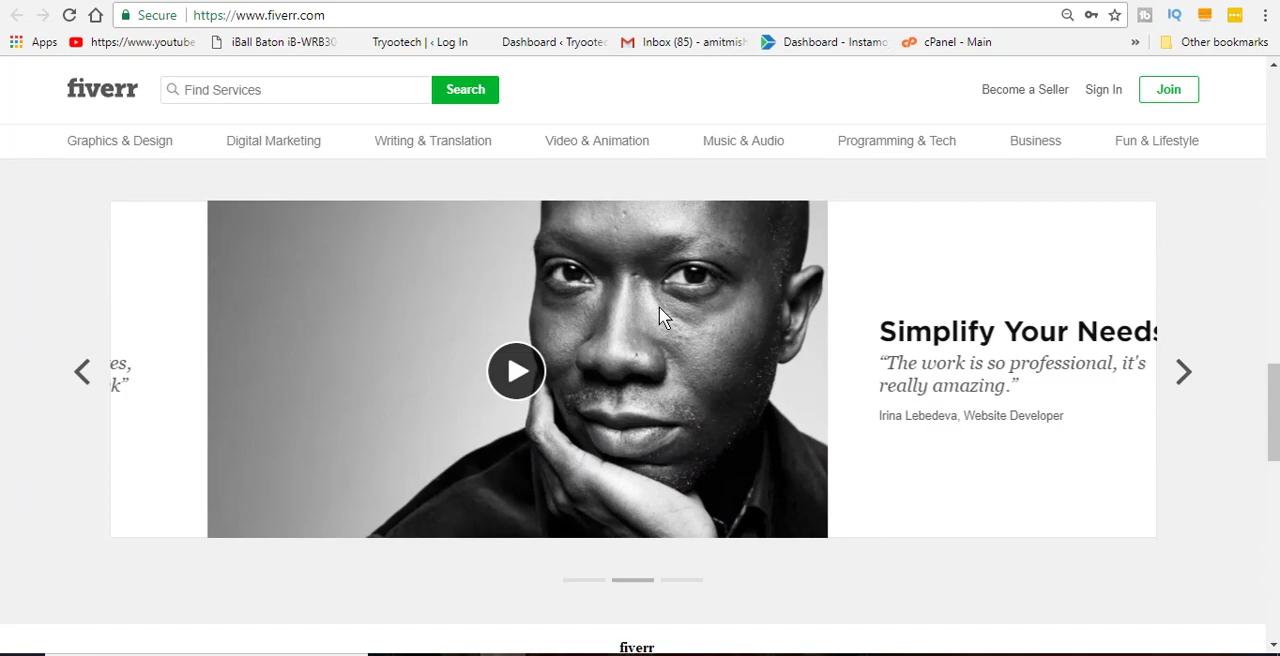 Secure https://www.fiverr.com
Apps https://www.youtube iBall Baton iB-WRB30 Tryootech | ‹ Log In Dashboard ‹ Tryootec Inbox (85) - amitmish Dashboard - Instamo cPanel - Main » Other bookmarks
fiverr Find Services Search Become a Seller Sign In Join
Graphics & Design Digital Marketing Writing & Translation Video & Animation Music & Audio Programming & Tech Business Fun & Lifestyle
Simplify Your Needs
es, “The work is so professional, it's
k” really amazing.”
Irina Lebedeva, Website Developer
fiverr